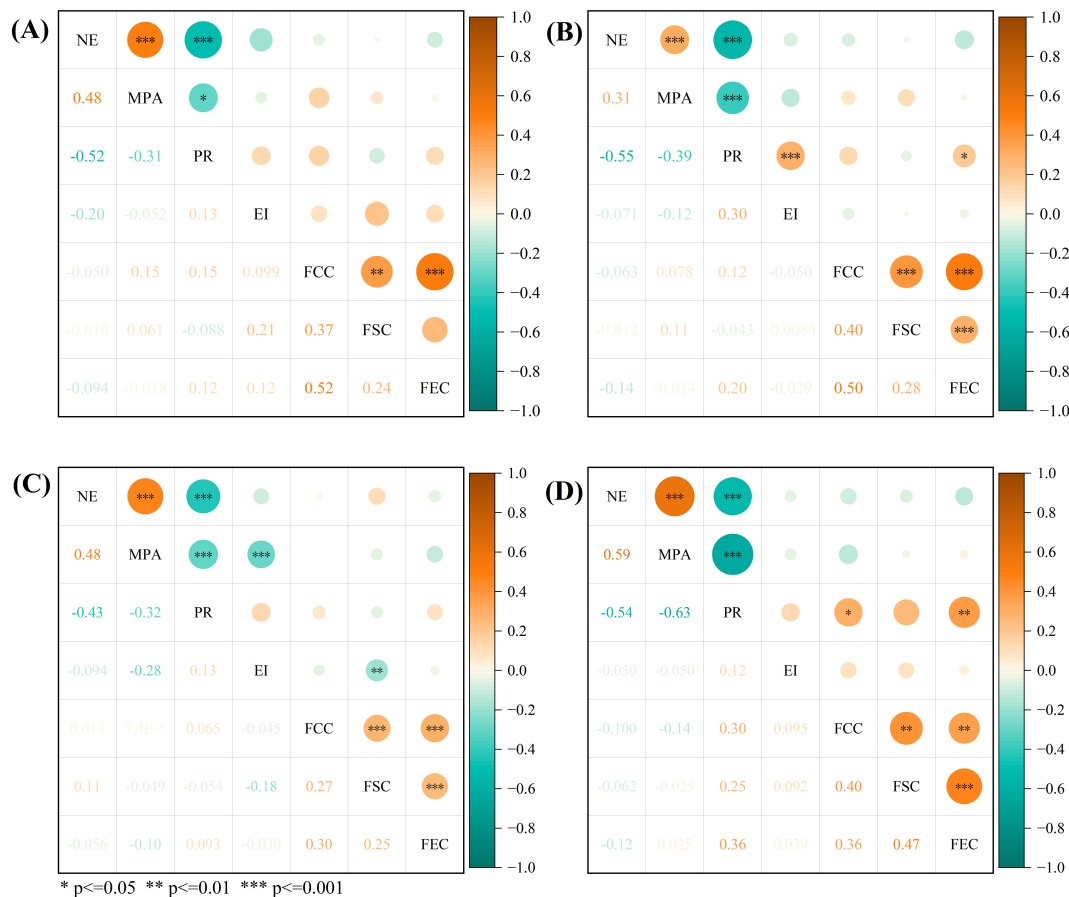 (A)
NE *** ***
0.48 MPA *
-0.52 -0.31 PR
-0.20 -0.052 0.13 EI
-0.050 0.15 0.15 0.099 FCC ** ***
-0.010 0.061 -0.088 0.21 0.37 FSC
-0.094 -0.018 0.12 0.12 0.52 0.24 FEC
1.0
0.8
0.6
0.4
0.2
0.0
−0.2
−0.4
−0.6
−0.8
−1.0
(B)
NE *** ***
0.31 MPA ***
-0.55 -0.39 PR *** *
-0.071 -0.12 0.30 EI
-0.063 0.078 0.12 -0.050 FCC *** ***
-0.012 0.11 -0.043 -0.0084 0.40 FSC ***
-0.14 -0.014 0.20 -0.029 0.50 0.28 FEC
1.0
0.8
0.6
0.4
0.2
0.0
−0.2
−0.4
−0.6
−0.8
−1.0
(C)
NE *** ***
0.48 MPA *** ***
-0.43 -0.32 PR
-0.094 -0.28 0.13 EI **
0.014 7.4E-5 0.065 -0.045 FCC *** ***
0.11 -0.049 -0.054 -0.18 0.27 FSC ***
-0.056 -0.10 0.093 -0.030 0.30 0.25 FEC
1.0
0.8
0.6
0.4
0.2
0.0
−0.2
−0.4
−0.6
−0.8
−1.0
(D)
NE *** ***
0.59 MPA ***
-0.54 -0.63 PR * **
-0.050 -0.050 0.12 EI
-0.100 -0.14 0.30 0.095 FCC ** **
-0.062 -0.025 0.25 0.092 0.40 FSC ***
-0.12 0.025 0.36 0.039 0.36 0.47 FEC
1.0
0.8
0.6
0.4
0.2
0.0
−0.2
−0.4
−0.6
−0.8
−1.0
* p<=0.05 ** p<=0.01 *** p<=0.001